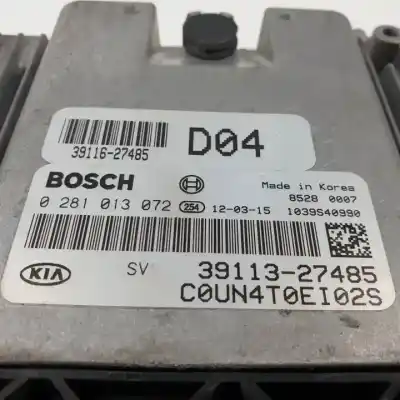 39116-27485
D04
BOSCH
Made in Korea
8528 0007
0 281 013 072 254 12-03-15 1039S40990
KIA SV 39113-27485
C0UN4T0EI02S